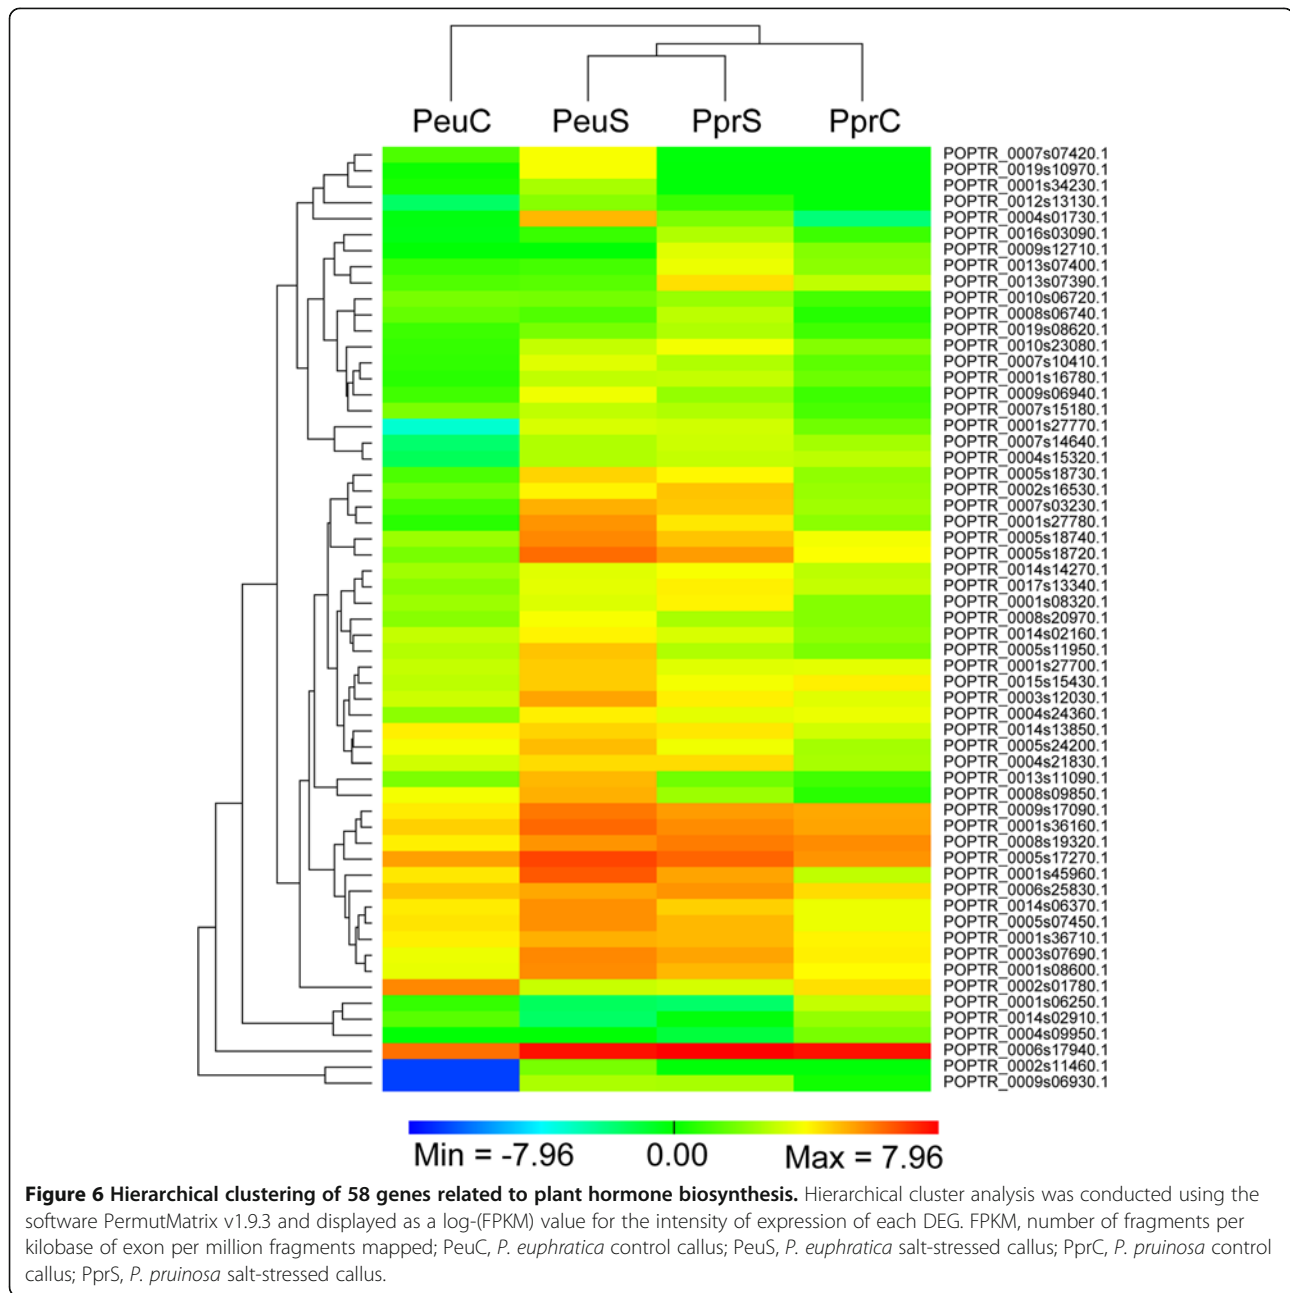 PeuC PeuS PprS PprC
POPTR_0007s07420.1
POPTR_0019s10970.1
POPTR_0001s34230.1
POPTR_0012s13130.1
POPTR_0004s01730.1
POPTR_0016s03090.1
POPTR_0009s12710.1
POPTR_0013s07400.1
POPTR_0013s07390.1
POPTR_0010s06720.1
POPTR_0008s06740.1
POPTR_0019s08620.1
POPTR_0010s23080.1
POPTR_0007s10410.1
POPTR_0001s16780.1
POPTR_0009s06940.1
POPTR_0007s15180.1
POPTR_0001s27770.1
POPTR_0007s14640.1
POPTR_0004s15320.1
POPTR_0005s18730.1
POPTR_0002s16530.1
POPTR_0007s03230.1
POPTR_0001s27780.1
POPTR_0005s18740.1
POPTR_0005s18720.1
POPTR_0014s14270.1
POPTR_0017s13340.1
POPTR_0001s08320.1
POPTR_0008s20970.1
POPTR_0014s02160.1
POPTR_0005s11950.1
POPTR_0001s27700.1
POPTR_0015s15430.1
POPTR_0003s12030.1
POPTR_0004s24360.1
POPTR_0014s13850.1
POPTR_0005s24200.1
POPTR_0004s21830.1
POPTR_0013s11090.1
POPTR_0008s09850.1
POPTR_0009s17090.1
POPTR_0001s36160.1
POPTR_0008s19320.1
POPTR_0005s17270.1
POPTR_0001s45960.1
POPTR_0006s25830.1
POPTR_0014s06370.1
POPTR_0005s07450.1
POPTR_0001s36710.1
POPTR_0003s07690.1
POPTR_0001s08600.1
POPTR_0002s01780.1
POPTR_0001s06250.1
POPTR_0014s02910.1
POPTR_0004s09950.1
POPTR_0006s17940.1
POPTR_0002s11460.1
POPTR_0009s06930.1
Min = -7.96 0.00 Max = 7.96
Figure 6 Hierarchical clustering of 58 genes related to plant hormone biosynthesis. Hierarchical cluster analysis was conducted using the
software PermutMatrix v1.9.3 and displayed as a log-(FPKM) value for the intensity of expression of each DEG. FPKM, number of fragments per
kilobase of exon per million fragments mapped; PeuC, P. euphratica control callus; PeuS, P. euphratica salt-stressed callus; PprC, P. pruinosa control
callus; PprS, P. pruinosa salt-stressed callus.